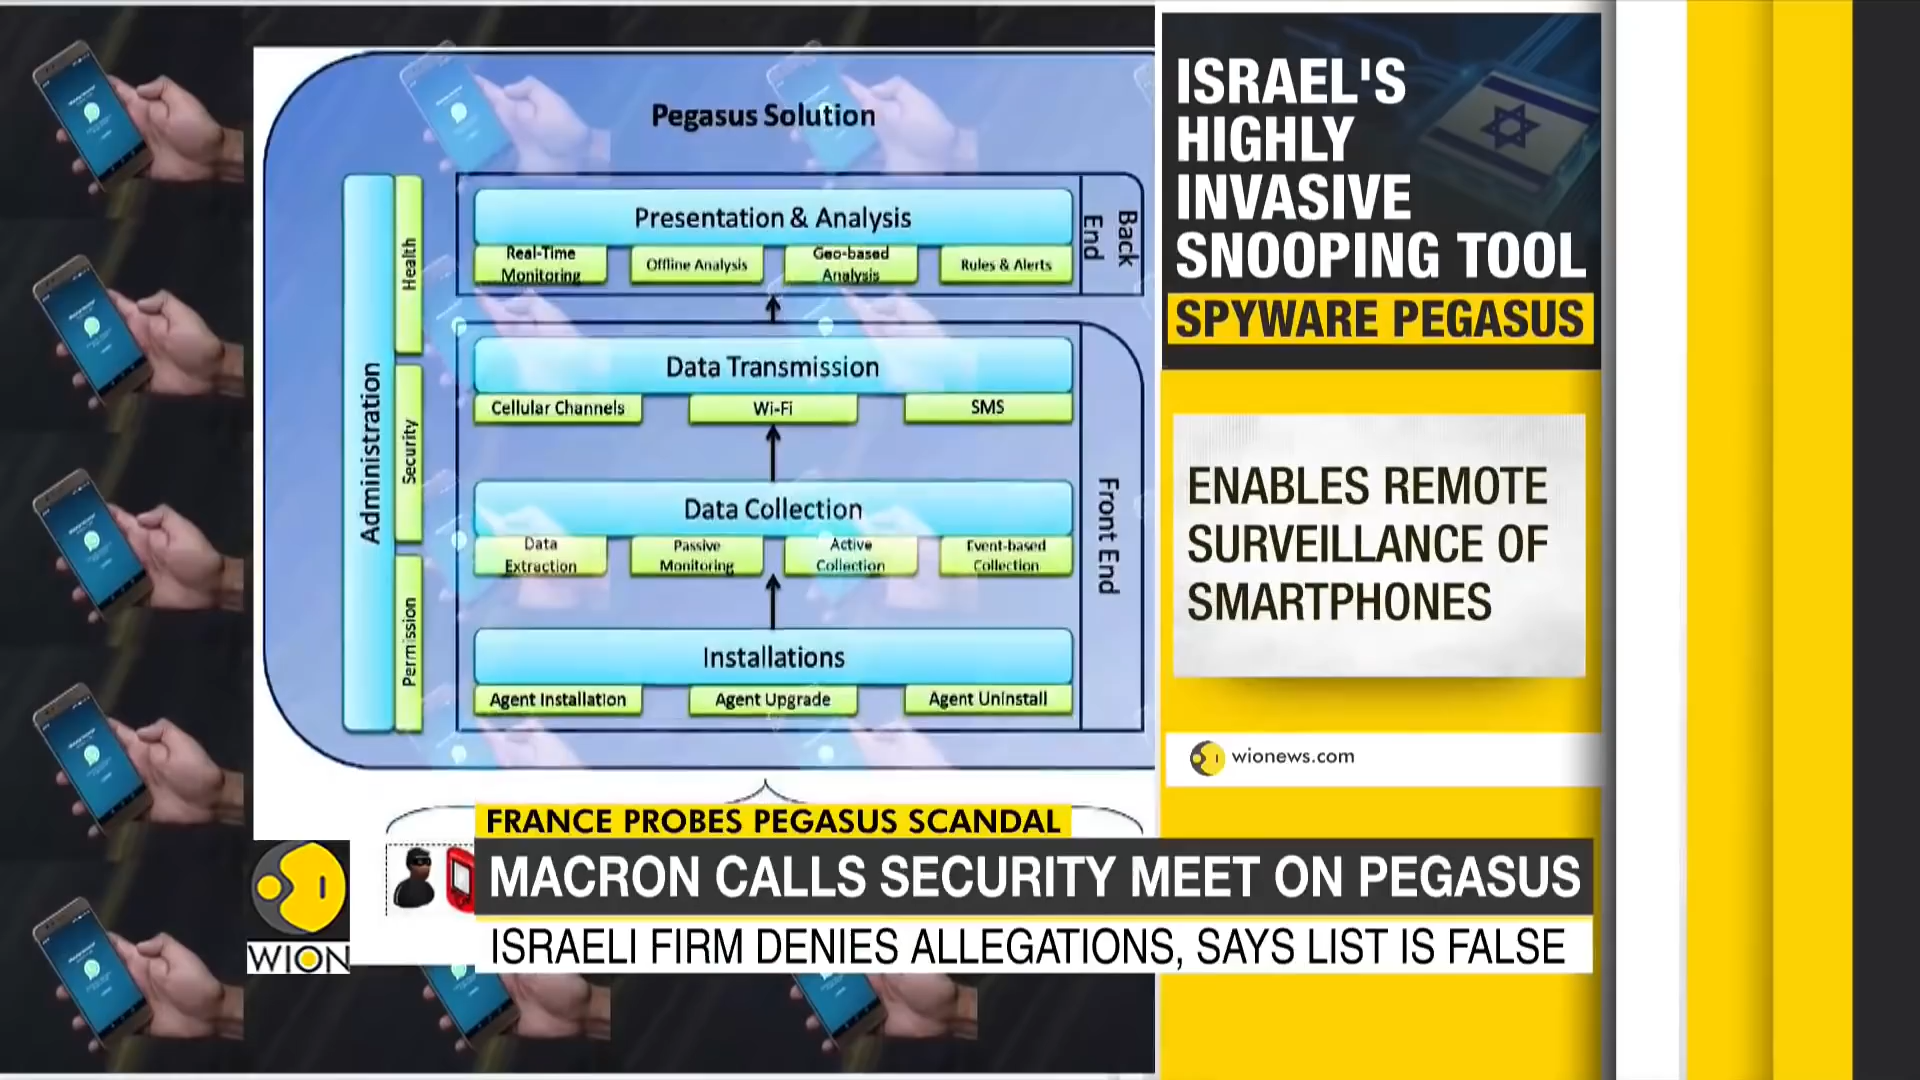 Pegasus Solution
Administration
Health
Security
Permission
Presentation & Analysis
Real-Time
Monitoring
Offline Analysis
Geo-based
Analysis
Rules & Alerts
Back
End
Data Transmission
Cellular Channels
Wi-Fi
SMS
Data Collection
Data
Extraction
Passive
Monitoring
Active
Collection
Event-based
Collection
Front End
Installations
Agent Installation
Agent Upgrade
Agent Uninstall
ISRAEL'S
HIGHLY
INVASIVE
SNOOPING TOOL
SPYWARE PEGASUS
ENABLES REMOTE
SURVEILLANCE OF
SMARTPHONES
wionews.com
FRANCE PROBES PEGASUS SCANDAL
MACRON CALLS SECURITY MEET ON PEGASUS
ISRAELI FIRM DENIES ALLEGATIONS, SAYS LIST IS FALSE
WION